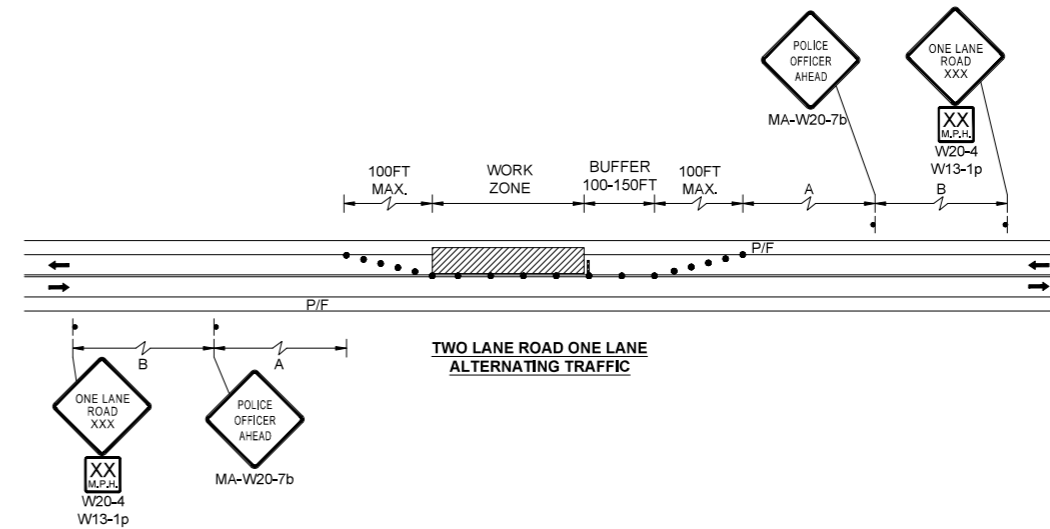 POLICE
OFFICER
AHEAD
MA-W20-7b
ONE LANE
ROAD
XXX
XX
M.P.H.
W20-4
W13-1p
100FT
MAX.
WORK
ZONE
BUFFER
100-150FT
100FT
MAX.
A
B
P/F
P/F
B
A
TWO LANE ROAD ONE LANE
ALTERNATING TRAFFIC
ONE LANE
ROAD
XXX
XX
M.P.H.
W20-4
W13-1p
POLICE
OFFICER
AHEAD
MA-W20-7b